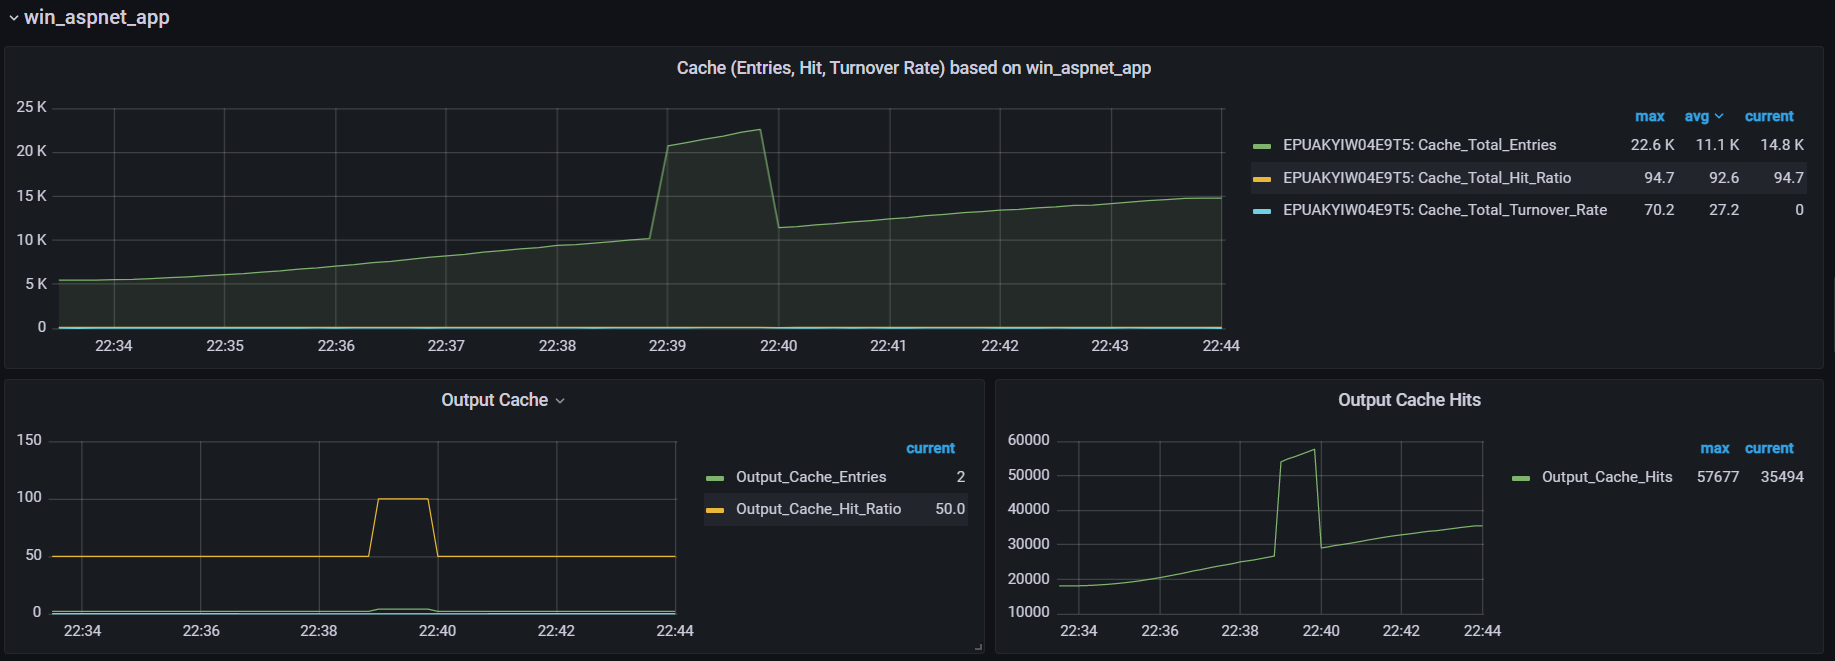 win_aspnet_app
Cache (Entries, Hit, Turnover Rate) based on win_aspnet_app
25 K
20 K
15 K
10 K
5 K
0
22:34 22:35 22:36 22:37 22:38 22:39 22:40 22:41 22:42 22:43 22:44
max avg current
EPUAKYIW04E9T5: Cache_Total_Entries 22.6 K 11.1 K 14.8 K
EPUAKYIW04E9T5: Cache_Total_Hit_Ratio 94.7 92.6 94.7
EPUAKYIW04E9T5: Cache_Total_Turnover_Rate 70.2 27.2 0
Output Cache
150
100
50
0
22:34 22:36 22:38 22:40 22:42 22:44
current
Output_Cache_Entries 2
Output_Cache_Hit_Ratio 50.0
Output Cache Hits
60000
50000
40000
30000
20000
10000
22:34 22:36 22:38 22:40 22:42 22:44
max current
Output_Cache_Hits 57677 35494